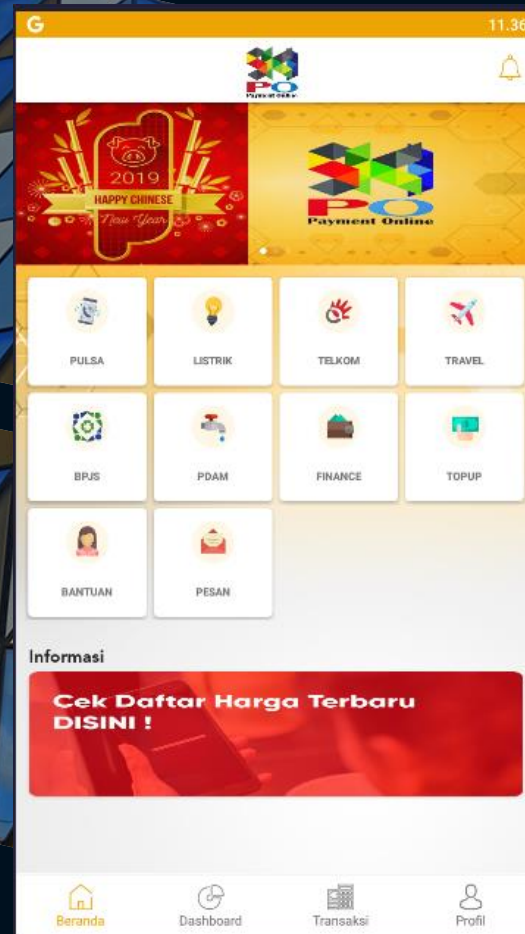 G
11.36
PO
Payment Online
2019
HAPPY CHINESE
New Year
PO
Payment Online
PULSA
LISTRIK
TELKOM
TRAVEL
BPJS
PDAM
FINANCE
TOPUP
BANTUAN
PESAN
Informasi
Cek Daftar Harga Terbaru
DISINI !
Beranda
Dashboard
Transaksi
Profil